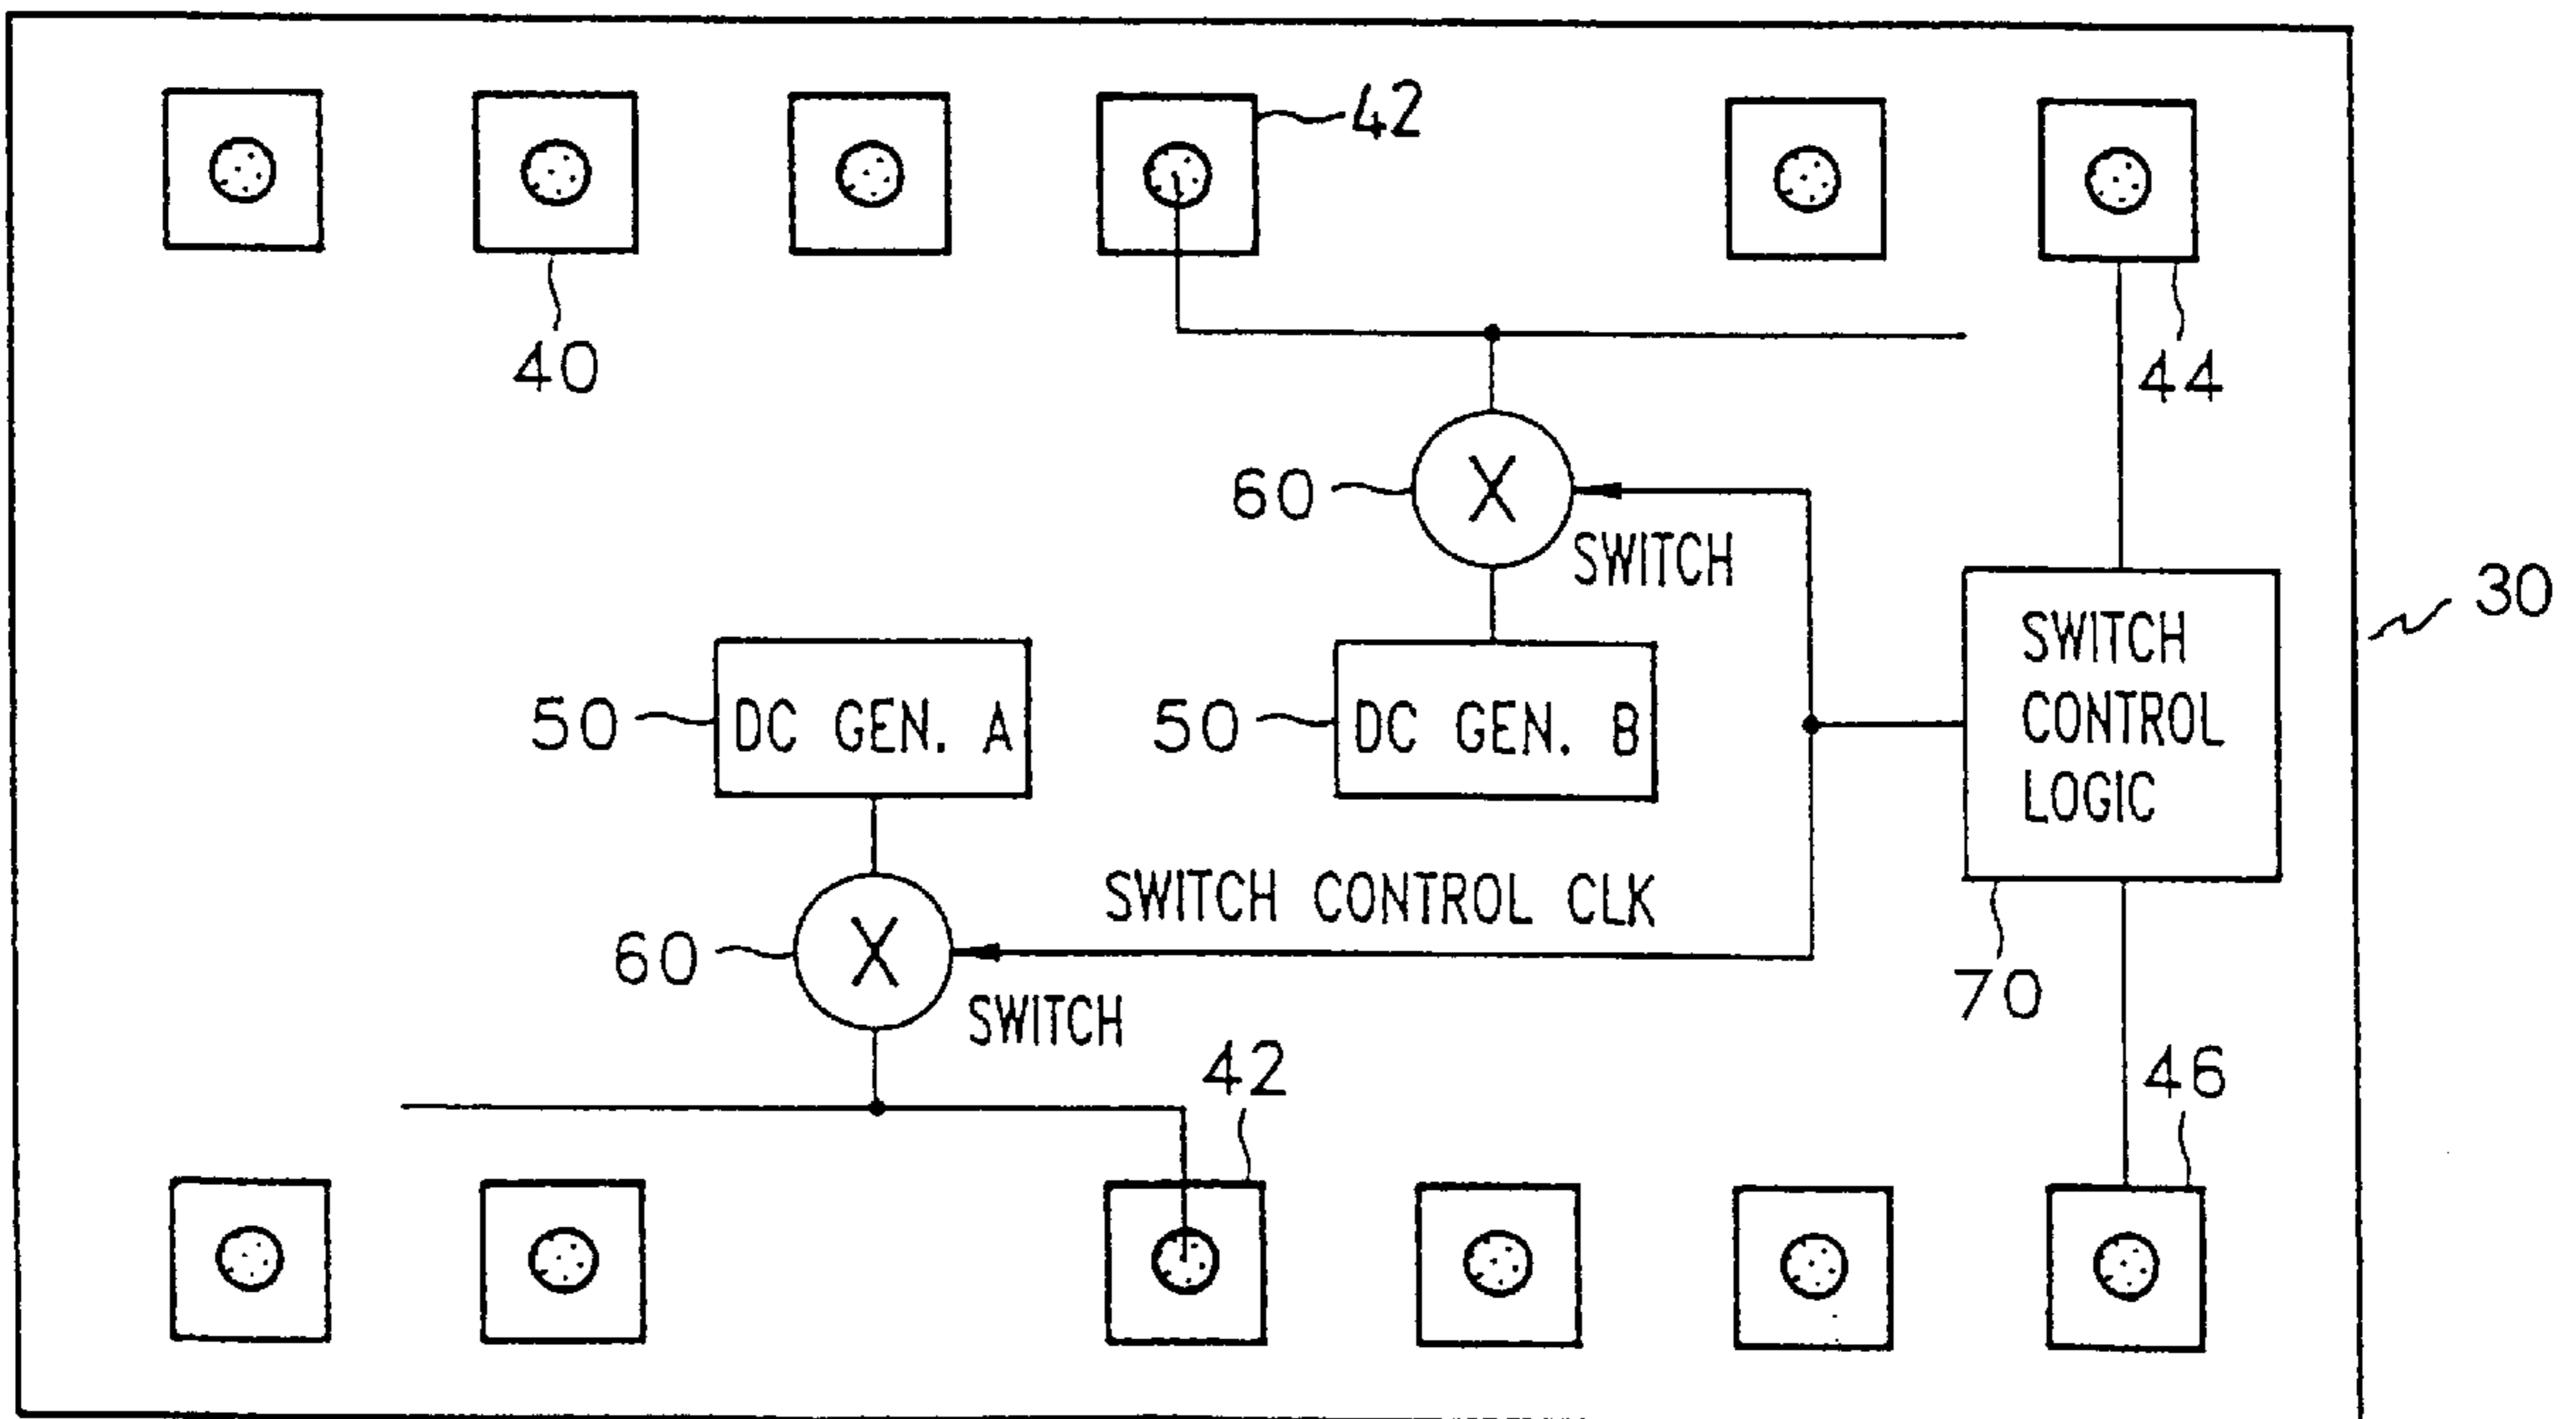 42
40
44
60
SWITCH
30
SWITCH
CONTROL
LOGIC
50
DC GEN. A
50
DC GEN. B
SWITCH CONTROL CLK
60
SWITCH
70
42
46